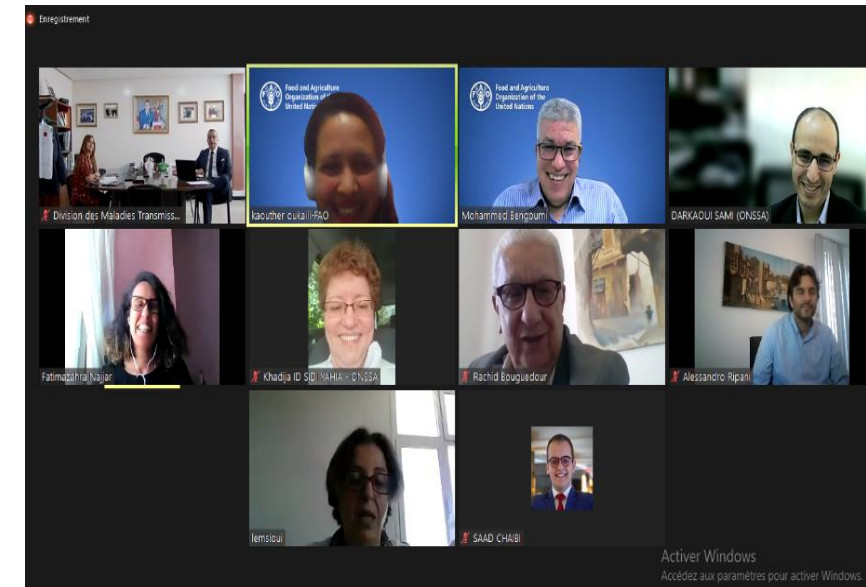 Enregistrement
Food and Agriculture
Organization of the
United Nations
Food and Agriculture
Organization of the
United Nations
Division des Maladies Transmiss...
kaouther oukaili-FAO
Mohammed Bengoumi
DARKAOUI SAMI (ONSSA)
Fatimazahra Najjar
Khadija ID SIDI YAHIA - ONSSA
Rachid Bouguedour
Alessandro Ripani
lemsioui
SAAD CHAIBI
Activer Windows
Accédez aux paramètres pour activer Windows.